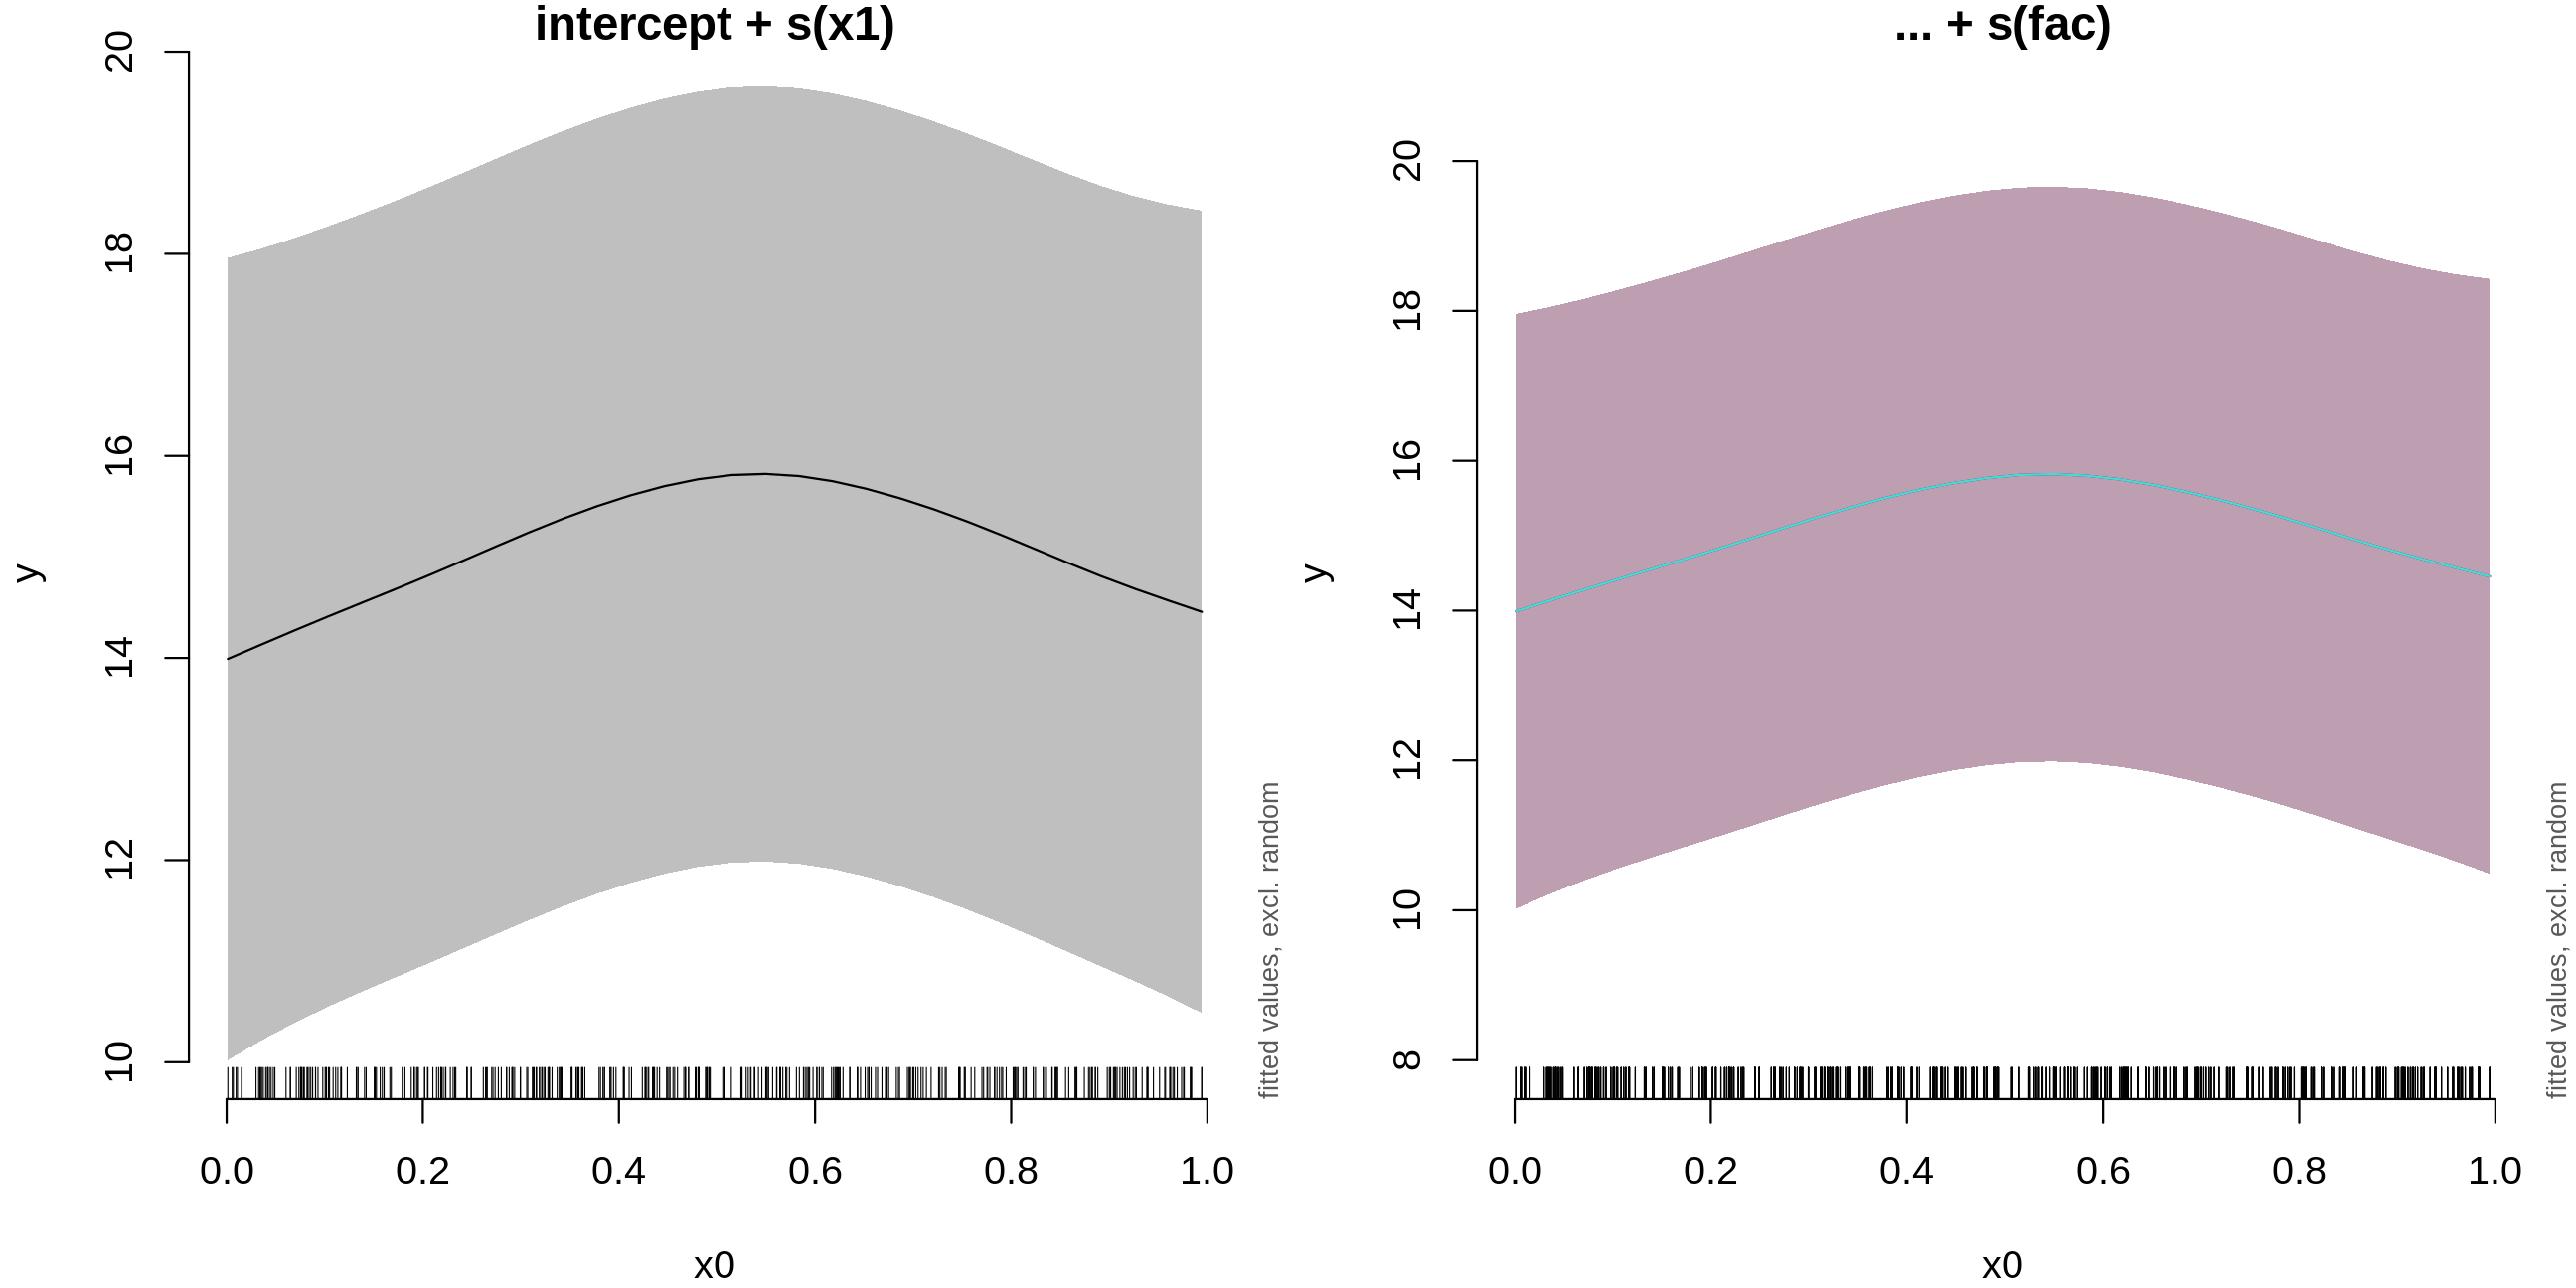 intercept + s(x1)
20
18
16
14
12
10
y
0.0 0.2 0.4 0.6 0.8 1.0
x0
fitted values, excl. random
... + s(fac)
20
18
16
14
12
10
8
y
0.0 0.2 0.4 0.6 0.8 1.0
x0
fitted values, excl. random